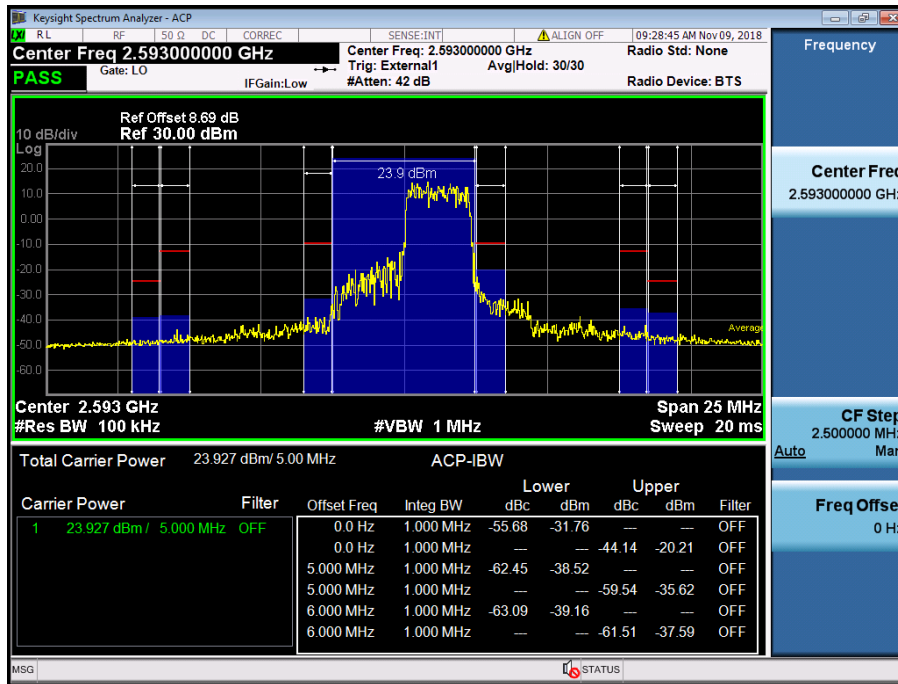 Keysight Spectrum Analyzer - ACP
LXI RL RF 50 Ω DC CORREC SENSE:INT ALIGN OFF 09:28:45 AM Nov 09, 2018
Center Freq 2.593000000 GHz Center Freq: 2.593000000 GHz Radio Std: None
Gate: LO Trig: External1 Avg|Hold: 30/30
PASS IFGain:Low #Atten: 42 dB Radio Device: BTS
Ref Offset 8.69 dB
10 dB/div Ref 30.00 dBm
Log
20.0
10.0
0.00
-10.0
-20.0
-30.0
-40.0
-50.0
-60.0
23.9 dBm
Average
Center 2.593 GHz Span 25 MHz
#Res BW 100 kHz #VBW 1 MHz Sweep 20 ms
Total Carrier Power 23.927 dBm/ 5.00 MHz ACP-IBW
Lower Upper
Carrier Power Filter Offset Freq Integ BW dBc dBm dBc dBm Filter
1 23.927 dBm / 5.000 MHz OFF
0.0 Hz 1.000 MHz -55.68 -31.76 --- --- OFF
0.0 Hz 1.000 MHz --- --- -44.14 -20.21 OFF
5.000 MHz 1.000 MHz -62.45 -38.52 --- --- OFF
5.000 MHz 1.000 MHz --- --- -59.54 -35.62 OFF
6.000 MHz 1.000 MHz -63.09 -39.16 --- --- OFF
6.000 MHz 1.000 MHz --- --- -61.51 -37.59 OFF
MSG STATUS
Frequency
Center Freq
2.593000000 GHz
CF Step
2.500000 MHz
Auto Man
Freq Offset
0 Hz